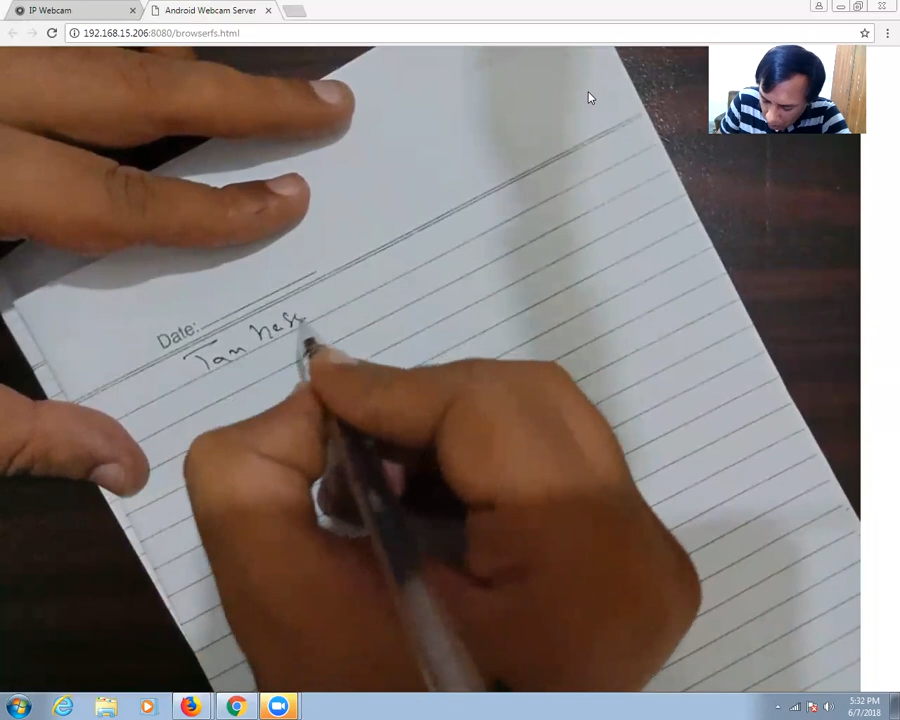 IP Webcam
Android Webcam Server
192.168.15.206:8080/browserfs.html
Date:
5:32 PM
6/7/2018